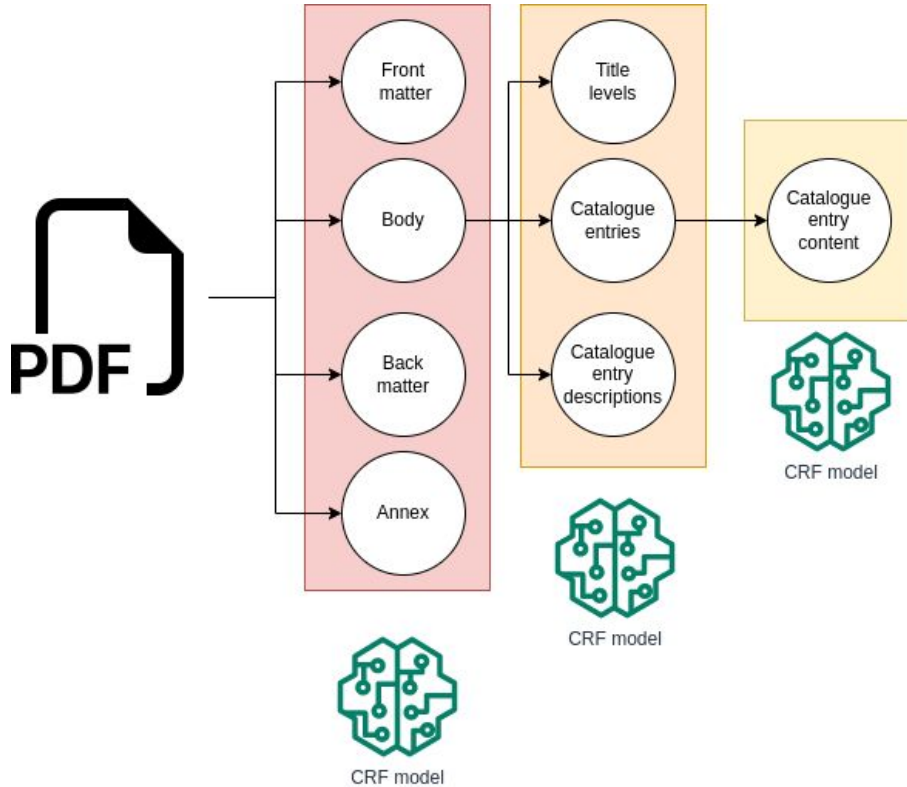 PDF
Front
matter
Body
Back
matter
Annex
CRF model
Title
levels
Catalogue
entries
Catalogue
entry
descriptions
CRF model
Catalogue
entry
content
CRF model